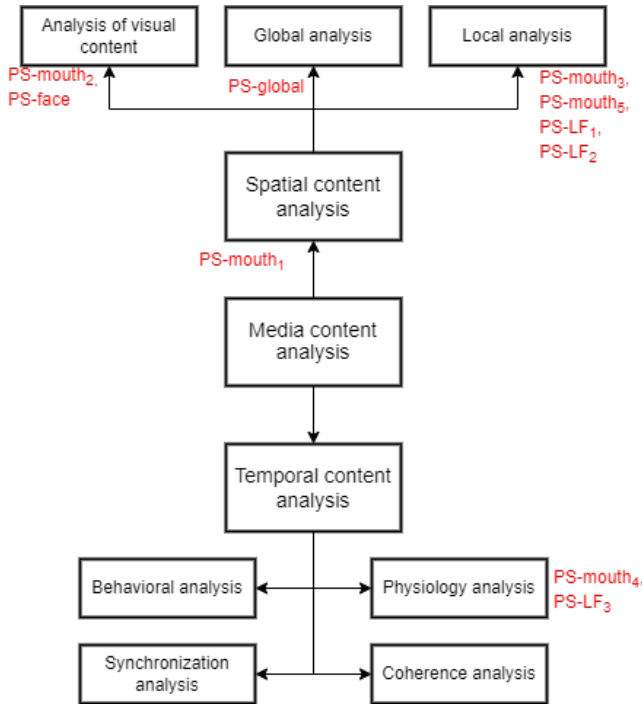 Analysis of visual
content
Global analysis
Local analysis
PS-mouth₂,
PS-face
PS-global
PS-mouth₃,
PS-mouth₅,
PS-LF₁,
PS-LF₂
Spatial content
analysis
PS-mouth₁
Media content
analysis
Temporal content
analysis
Behavioral analysis
Physiology analysis
PS-mouth₄,
PS-LF₃
Synchronization
analysis
Coherence analysis